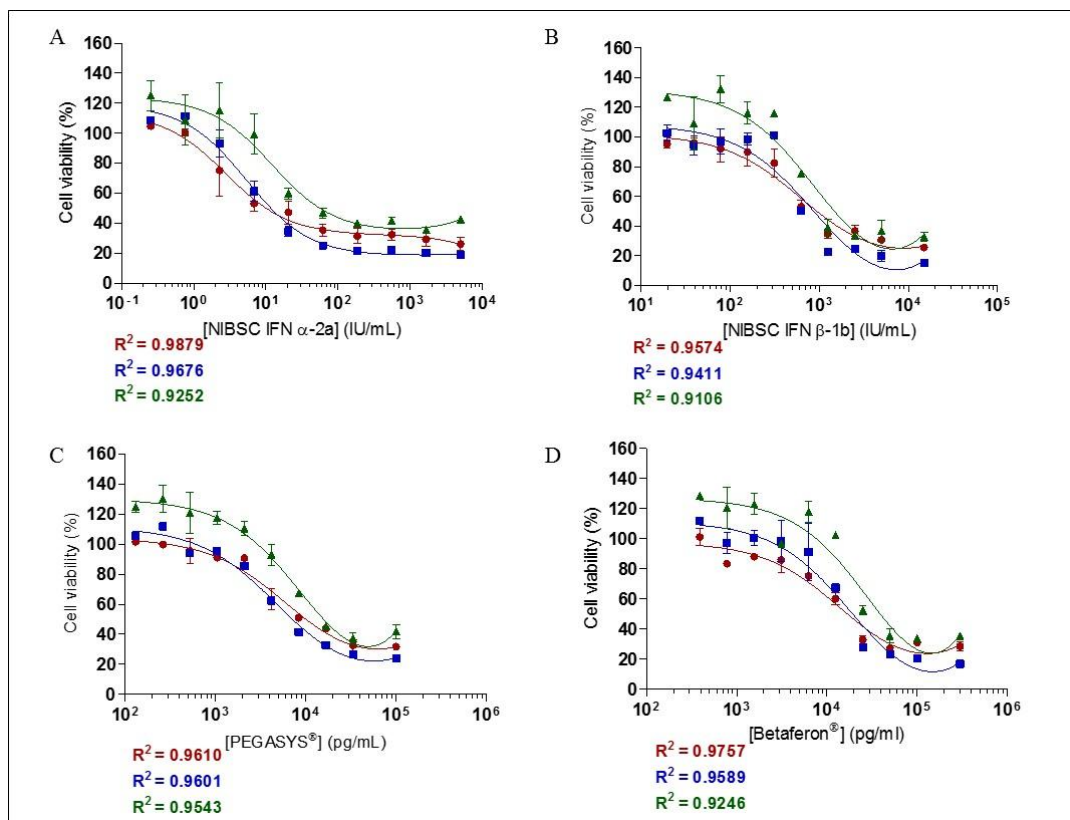 A
Cell viability (%)
160
140
120
100
80
60
40
20
0
10-1 100 101 102 103 104
[NIBSC IFN α-2a] (IU/mL)
R2 = 0.9879
R2 = 0.9676
R2 = 0.9252
B
Cell viability (%)
160
140
120
100
80
60
40
20
0
101 102 103 104 105
[NIBSC IFN β-1b] (IU/mL)
R2 = 0.9574
R2 = 0.9411
R2 = 0.9106
C
Cell viability (%)
160
140
120
100
80
60
40
20
0
102 103 104 105 106
[PEGASYS®] (pg/mL)
R2 = 0.9610
R2 = 0.9601
R2 = 0.9543
D
Cell viability (%)
160
140
120
100
80
60
40
20
0
102 103 104 105 106
[Betaferon®] (pg/ml)
R2 = 0.9757
R2 = 0.9589
R2 = 0.9246